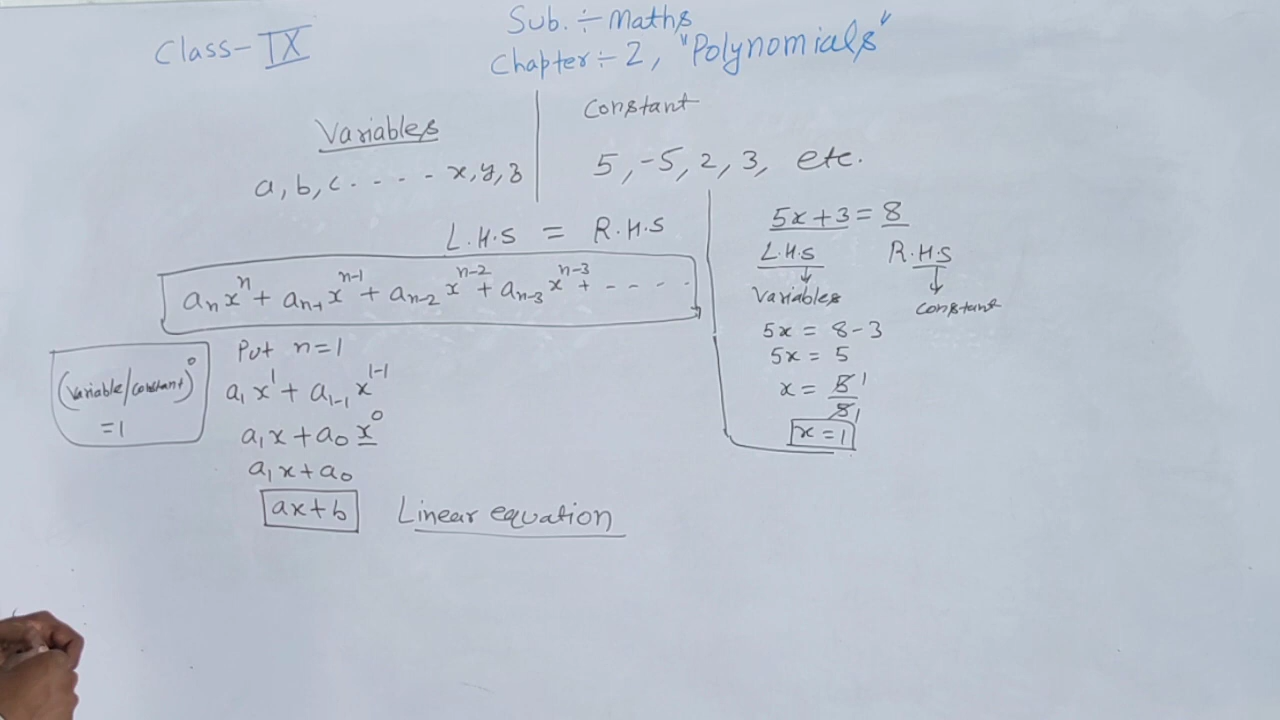 Class- IX
Sub. ÷ Maths
Chapter ÷ 2, "Polynomials"
Variables
a, b, c - - - - x, y, z
Constant
5, -5, 2, 3, etc.
L.H.S = R.H.S
aₙxⁿ + aₙ₋₁xⁿ⁻¹ + aₙ₋₂xⁿ⁻² + aₙ₋₃xⁿ⁻³ + - - - -
(Variable/constant)⁰
=1
Put n=1
a₁x¹ + a₁₋₁x¹⁻¹
a₁x + a₀x⁰
a₁x + a₀
ax+b Linear equation
5x+3 = 8
L.H.S R.H.S
↓ ↓
Variables constant
5x = 8-3
5x = 5
x = 5 1
5 1
x = 1